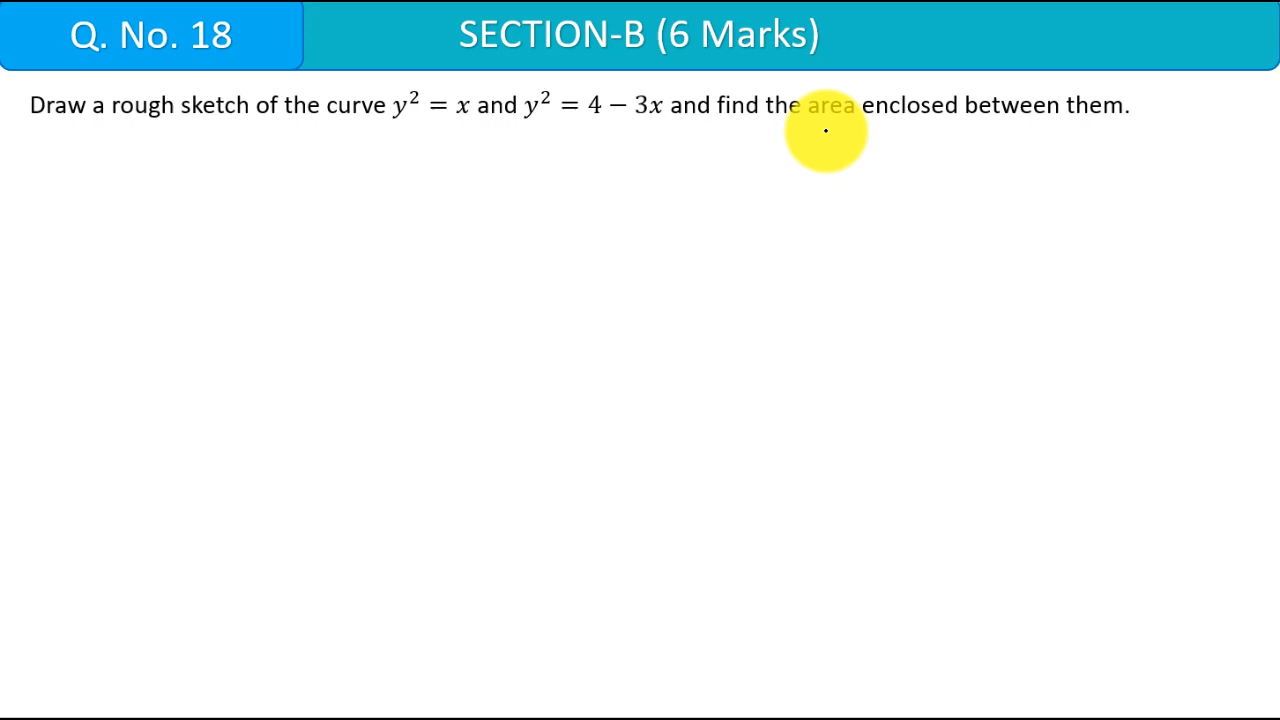 Q. No. 18
SECTION-B (6 Marks)
Draw a rough sketch of the curve y² = x and y² = 4 − 3x and find the area enclosed between them.